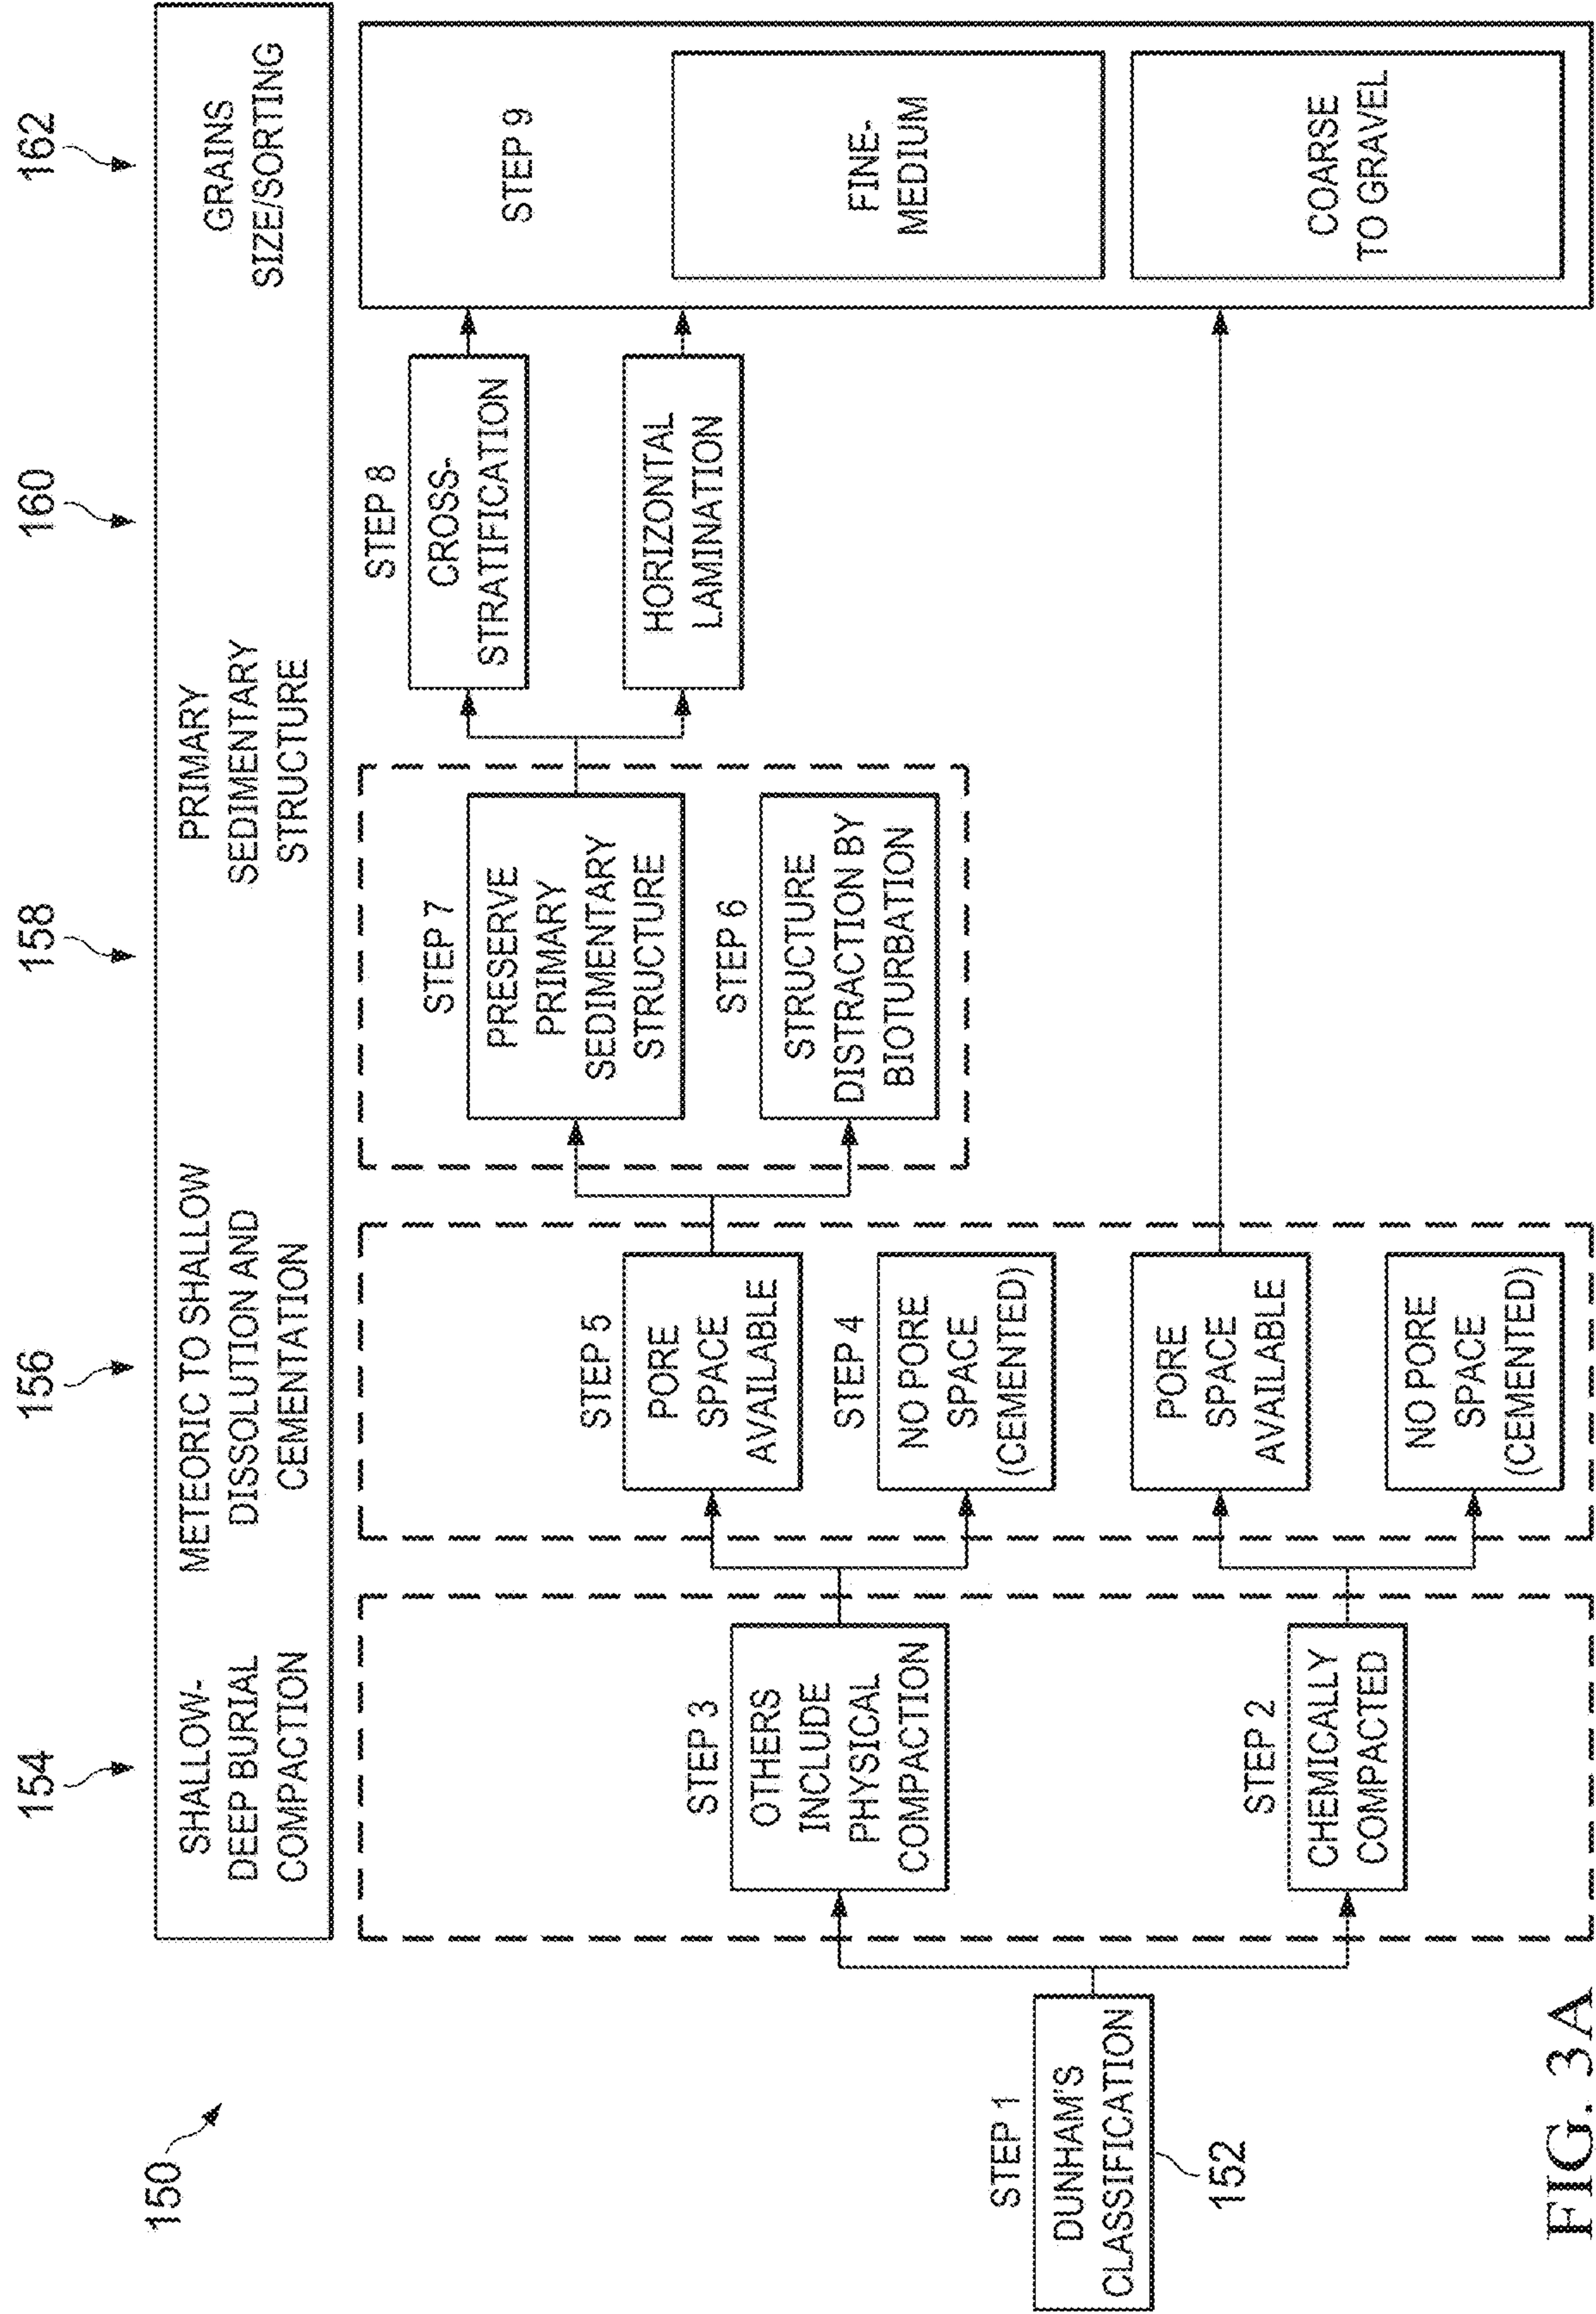 150
154
156
158
160
162
SHALLOW-
DEEP BURIAL
COMPACTION
METEORIC TO SHALLOW
DISSOLUTION AND
CEMENTATION
PRIMARY
SEDIMENTARY
STRUCTURE
GRAINS
SIZE/SORTING
STEP 1
DUNHAM'S
CLASSIFICATION
152
STEP 3
OTHERS
INCLUDE
PHYSICAL
COMPACTION
STEP 2
CHEMICALLY
COMPACTED
STEP 5
PORE
SPACE
AVAILABLE
STEP 4
NO PORE
SPACE
(CEMENTED)
PORE
SPACE
AVAILABLE
NO PORE
SPACE
(CEMENTED)
STEP 7
PRESERVE
PRIMARY
SEDIMENTARY
STRUCTURE
STEP 6
STRUCTURE
DISTRACTION BY
BIOTURBATION
STEP 8
CROSS-
STRATIFICATION
HORIZONTAL
LAMINATION
STEP 9
FINE-
MEDIUM
COARSE
TO GRAVEL
FIG. 3A